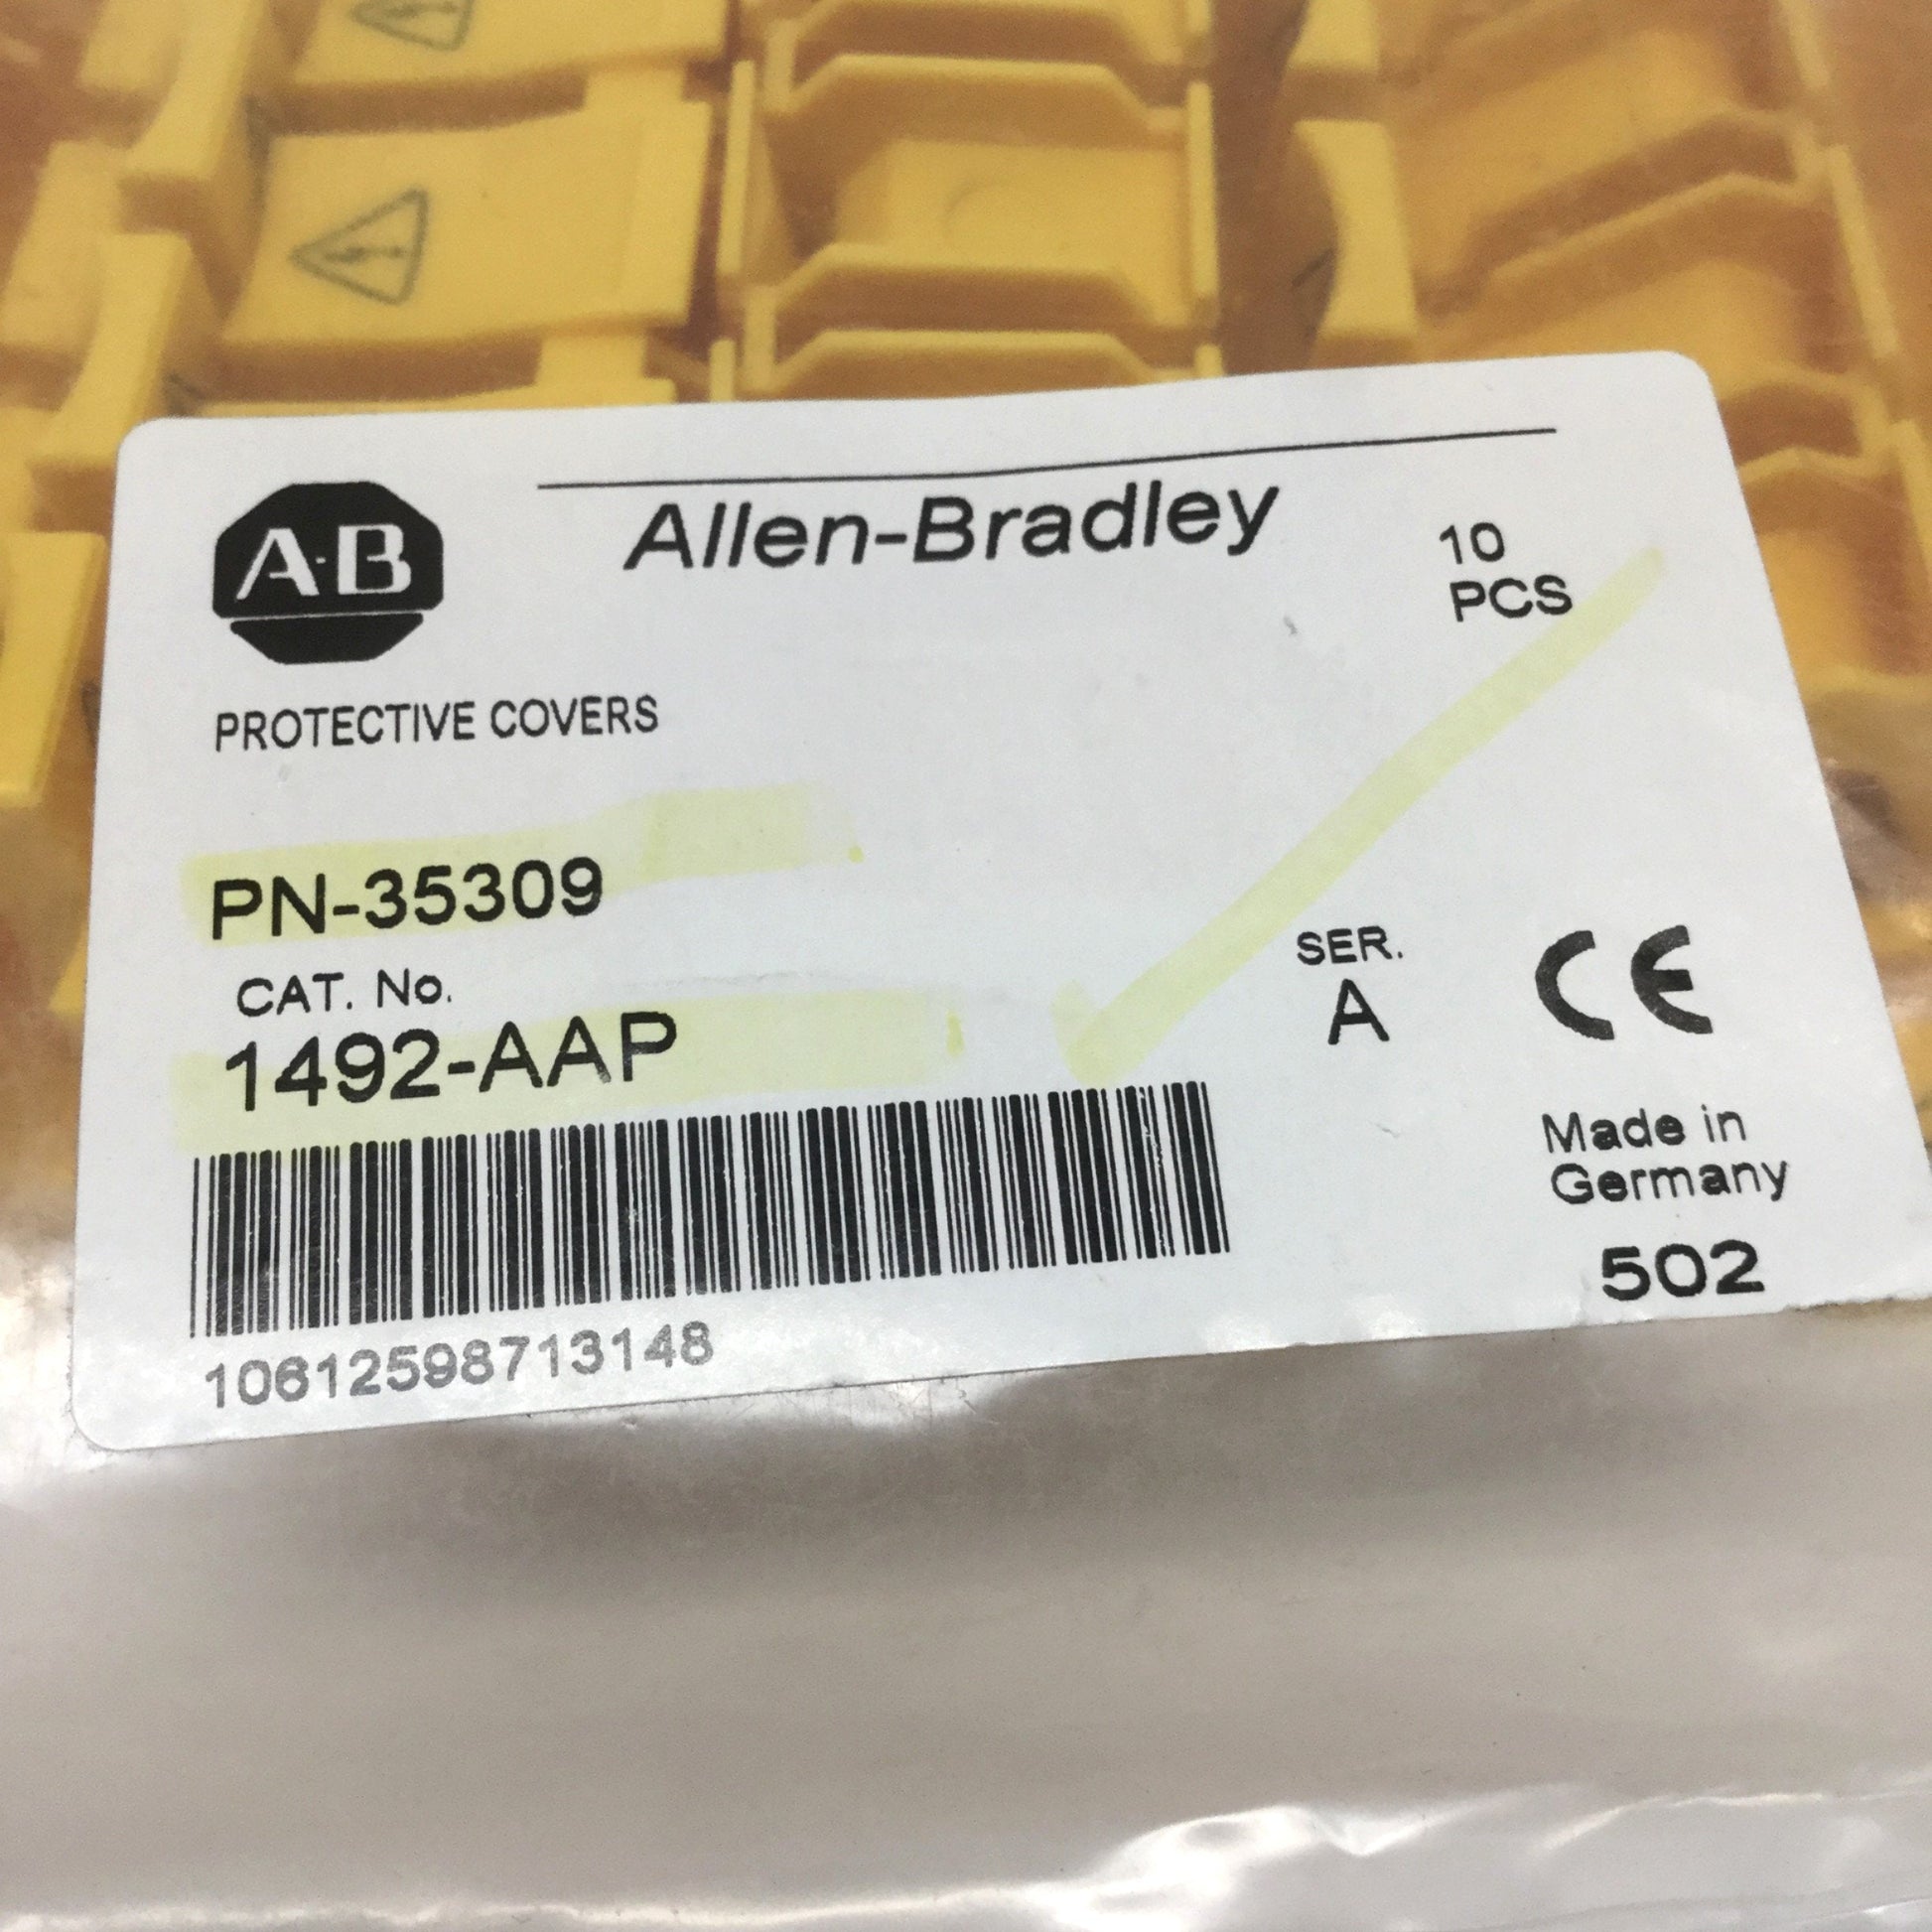 A-B
Allen-Bradley
10
PCS
PROTECTIVE COVERS
PN-35309
CAT. No.
1492-AAP
SER.
A
CE
Made in
Germany
502
10612598713148